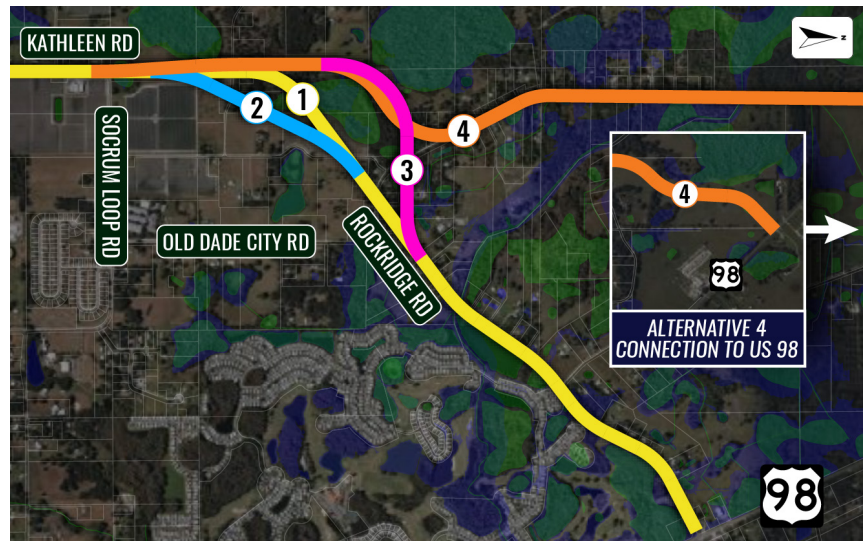 KATHLEEN RD
N
1
2
4
SOCRUM LOOP RD
3
4
OLD DADE CITY RD
ROCKRIDGE RD
98
ALTERNATIVE 4
CONNECTION TO US 98
98